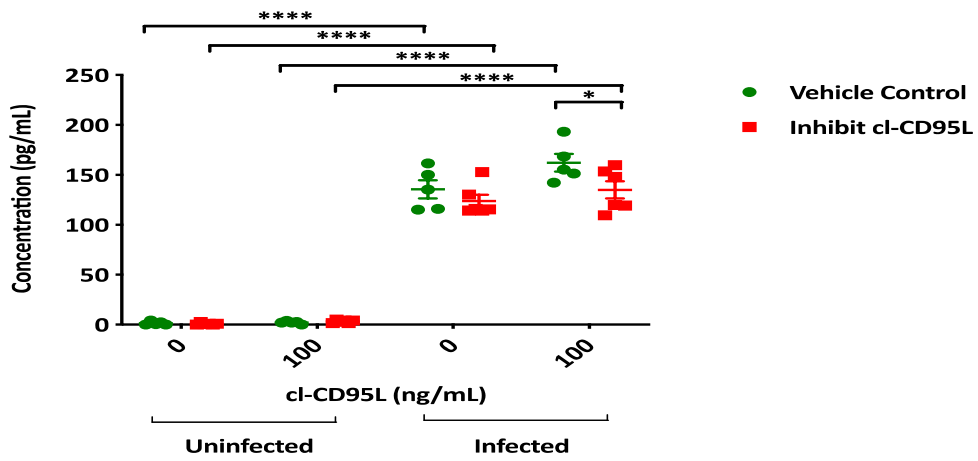 ****
****
****
****
*
250
200
150
100
50
0
Concentration (pg/mL)
Vehicle Control
Inhibit cl-CD95L
0
100
0
100
cl-CD95L (ng/mL)
Uninfected
Infected